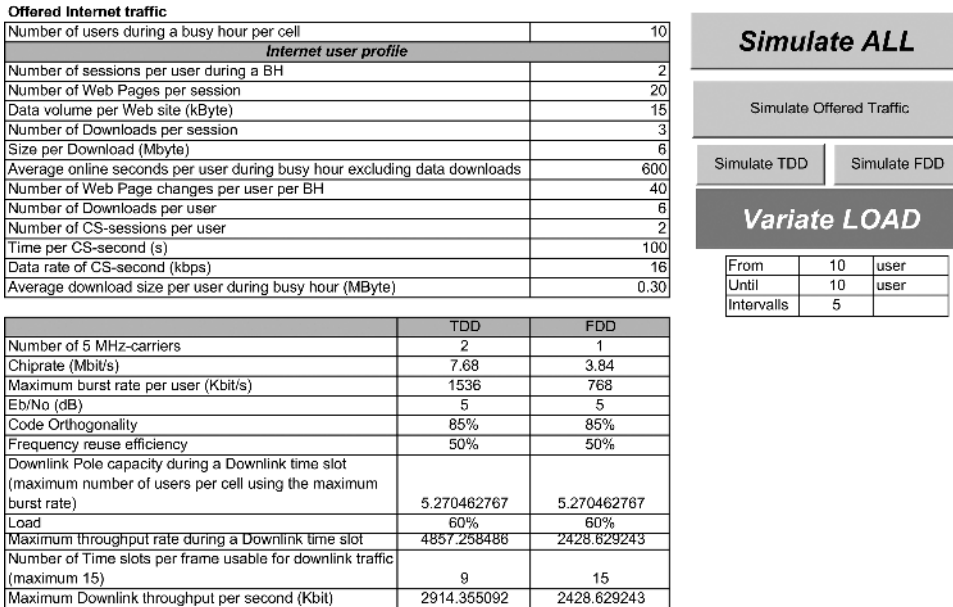 Offered Internet traffic
Number of users during a busy hour per cell 10
Internet user profile
Number of sessions per user during a BH 2
Number of Web Pages per session 20
Data volume per Web site (kByte) 15
Number of Downloads per session 3
Size per Download (Mbyte) 6
Average online seconds per user during busy hour excluding data downloads 600
Number of Web Page changes per user per BH 40
Number of Downloads per user 6
Number of CS-sessions per user 2
Time per CS-second (s) 100
Data rate of CS-second (kbps) 16
Average download size per user during busy hour (MByte) 0.30
Simulate ALL
Simulate Offered Traffic
Simulate TDD Simulate FDD
Variate LOAD
From 10 user
Until 10 user
Intervalls 5
TDD FDD
Number of 5 MHz-carriers 2 1
Chiprate (Mbit/s) 7.68 3.84
Maximum burst rate per user (Kbit/s) 1536 768
Eb/No (dB) 5 5
Code Orthogonality 85% 85%
Frequency reuse efficiency 50% 50%
Downlink Pole capacity during a Downlink time slot
(maximum number of users per cell using the maximum
burst rate) 5.270462767 5.270462767
Load 60% 60%
Maximum throughput rate during a Downlink time slot 4857.258486 2428.629243
Number of Time slots per frame usable for downlink traffic
(maximum 15) 9 15
Maximum Downlink throughput per second (Kbit) 2914.355092 2428.629243